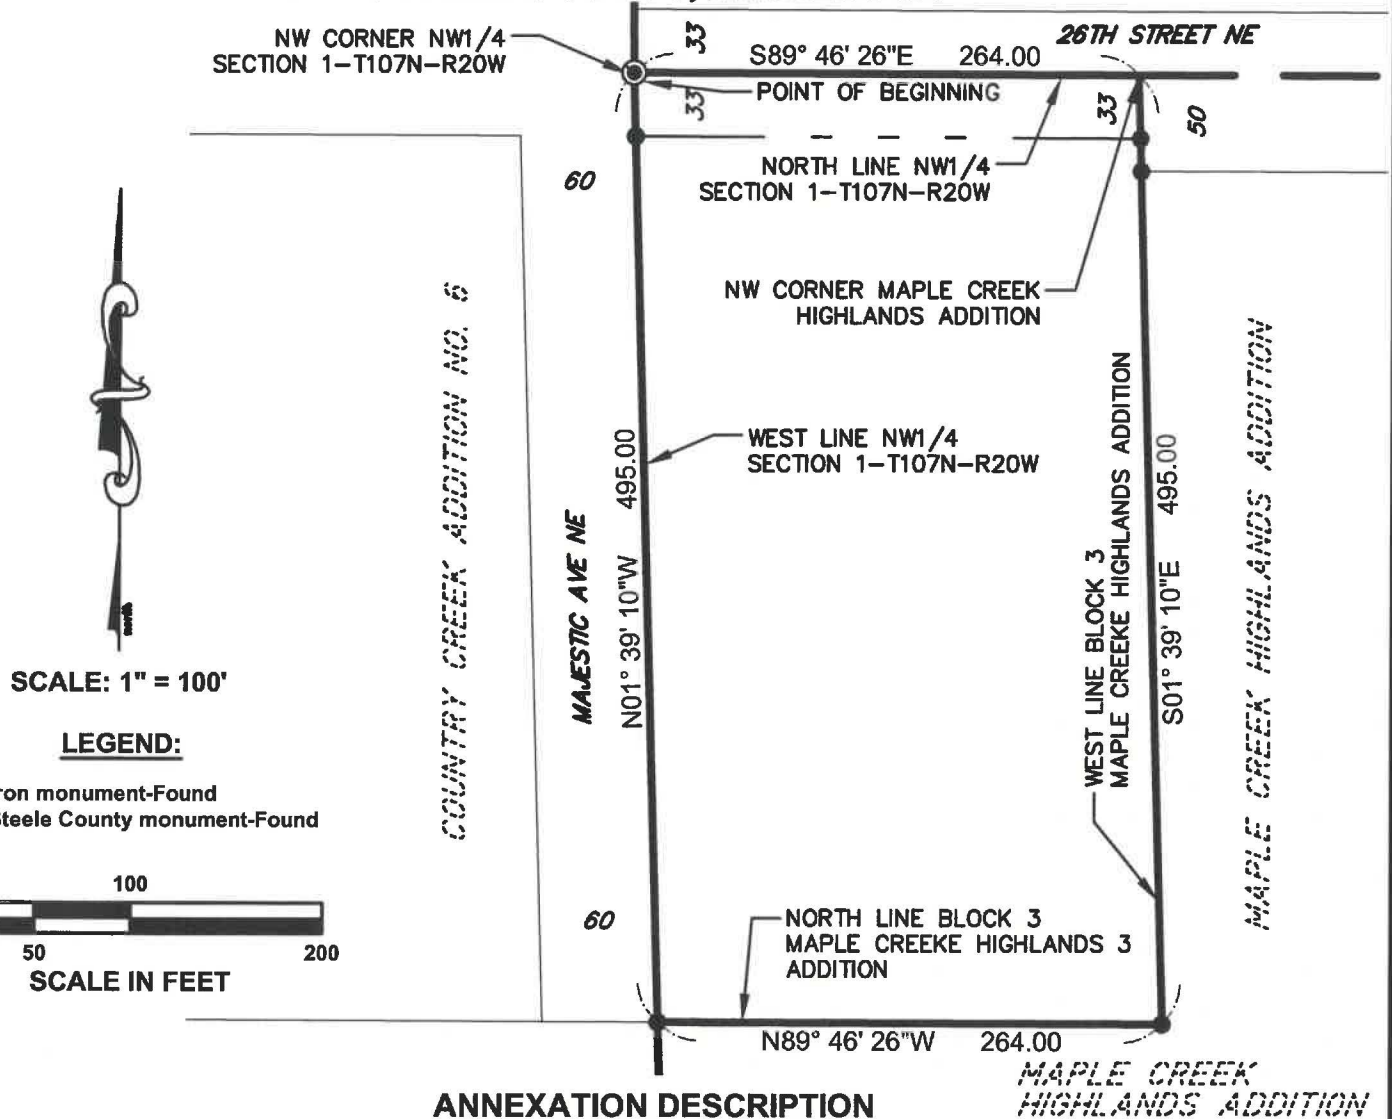 NW CORNER NW1/4
SECTION 1-T107N-R20W
33
S89° 46' 26"E 264.00
26TH STREET NE
POINT OF BEGINNING
33
33
50
60
NORTH LINE NW1/4
SECTION 1-T107N-R20W
NW CORNER MAPLE CREEK
HIGHLANDS ADDITION
COUNTRY CREEK ADDITION NO. 6
MAJESTIC AVE NE
N01° 39' 10"W 495.00
WEST LINE NW1/4
SECTION 1-T107N-R20W
WEST LINE BLOCK 3
MAPLE CREEKE HIGHLANDS ADDITION
S01° 39' 10"E 495.00
MAPLE CREEK HIGHLANDS ADDITION
north
SCALE: 1" = 100'
LEGEND:
ron monument-Found
Steele County monument-Found
100
50 200
SCALE IN FEET
60
NORTH LINE BLOCK 3
MAPLE CREEKE HIGHLANDS 3
ADDITION
N89° 46' 26"W 264.00
MAPLE CREEK
HIGHLANDS ADDITION
ANNEXATION DESCRIPTION